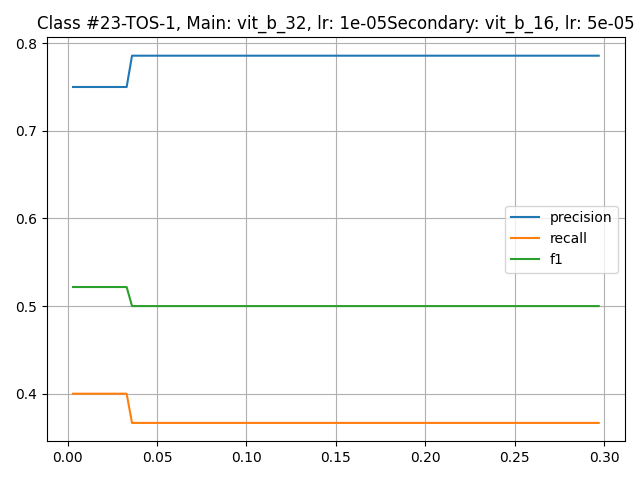 Class #23-TOS-1, Main: vit_b_32, lr: 1e-05Secondary: vit_b_16, lr: 5e-05
0.8
0.7
0.6
0.5
0.4
precision
recall
f1
0.00 0.05 0.10 0.15 0.20 0.25 0.30